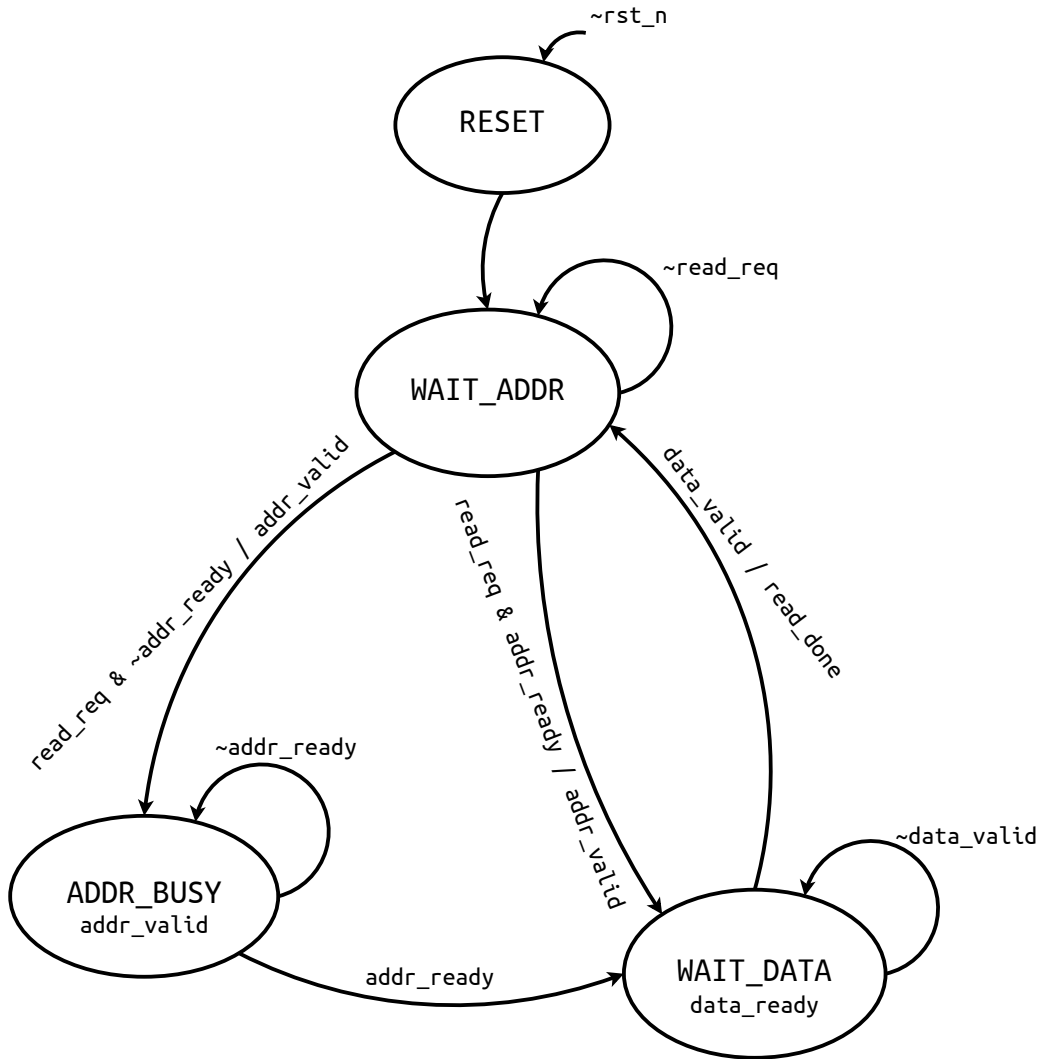 ~rst_n
RESET
~read_req
WAIT_ADDR
read_req & ~addr_ready / addr_valid
read_req & addr_ready / addr_valid
data_valid / read_done
~addr_ready
ADDR_BUSY
addr_valid
~data_valid
WAIT_DATA
data_ready
addr_ready